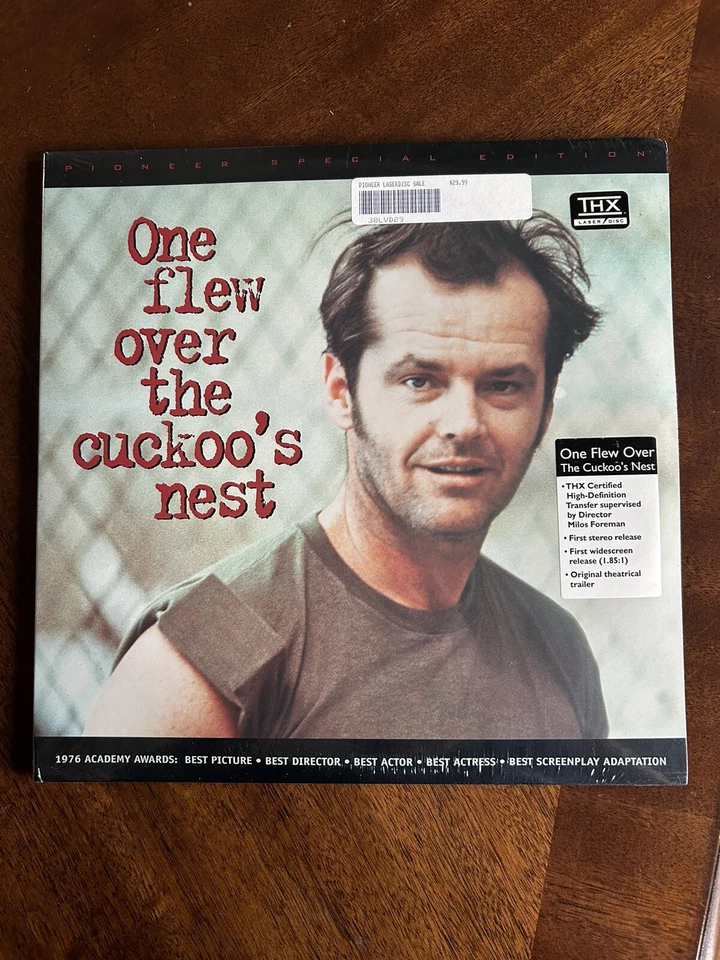 PIONEER SPECIAL EDITION
PIONEER LASERDISC SALE $29.99
30LVD29
THX
LASER DISC
One
flew
over
the
cuckoo's
nest
One Flew Over
The Cuckoo's Nest
• THX Certified
High-Definition
Transfer supervised
by Director
Milos Foreman
• First stereo release
• First widescreen
release (1.85:1)
• Original theatrical
trailer
1976 ACADEMY AWARDS: BEST PICTURE • BEST DIRECTOR • BEST ACTOR • BEST ACTRESS • BEST SCREENPLAY ADAPTATION